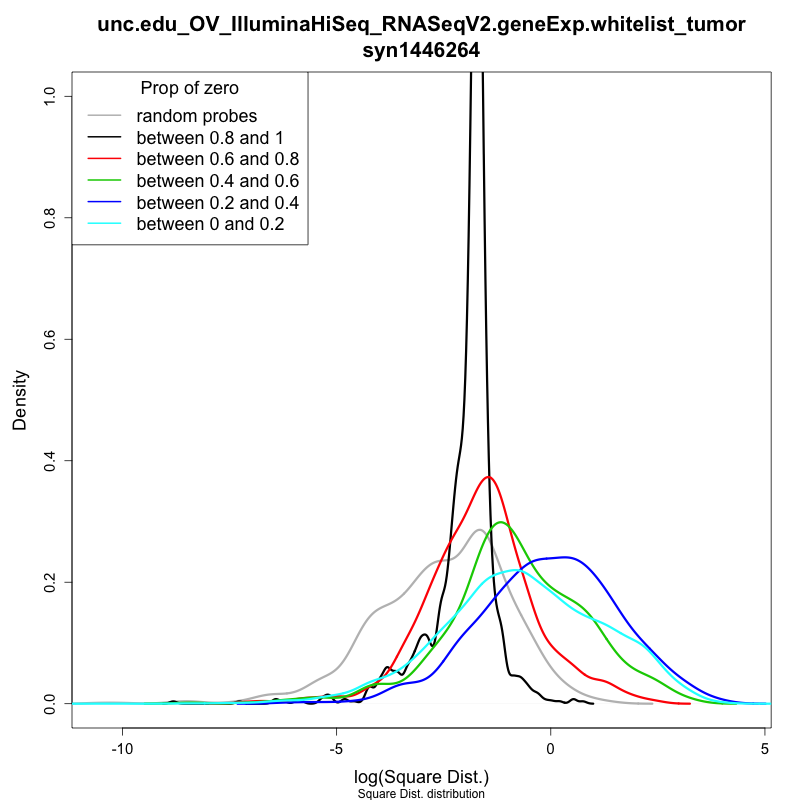 unc.edu_OV_IlluminaHiSeq_RNASeqV2.geneExp.whitelist_tumor
syn1446264
Prop of zero
random probes
between 0.8 and 1
between 0.6 and 0.8
between 0.4 and 0.6
between 0.2 and 0.4
between 0 and 0.2
Density
1.0
0.8
0.6
0.4
0.2
0.0
-10
-5
0
5
log(Square Dist.)
Square Dist. distribution